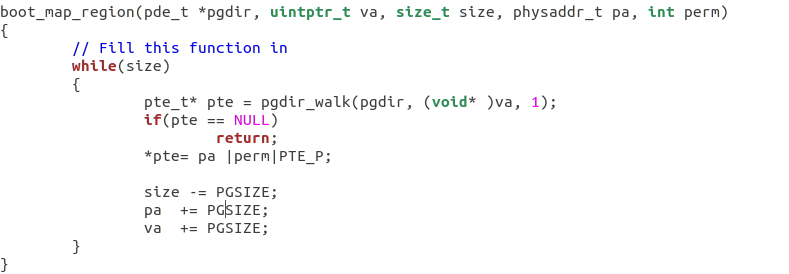 boot_map_region(pde_t *pgdir, uintptr_t va, size_t size, physaddr_t pa, int perm)
{
        // Fill this function in
        while(size)
        {
                pte_t* pte = pgdir_walk(pgdir, (void* )va, 1);
                if(pte == NULL)
                        return;
                *pte= pa |perm|PTE_P;

                size -= PGSIZE;
                pa  += PGSIZE;
                va  += PGSIZE;
        }
}